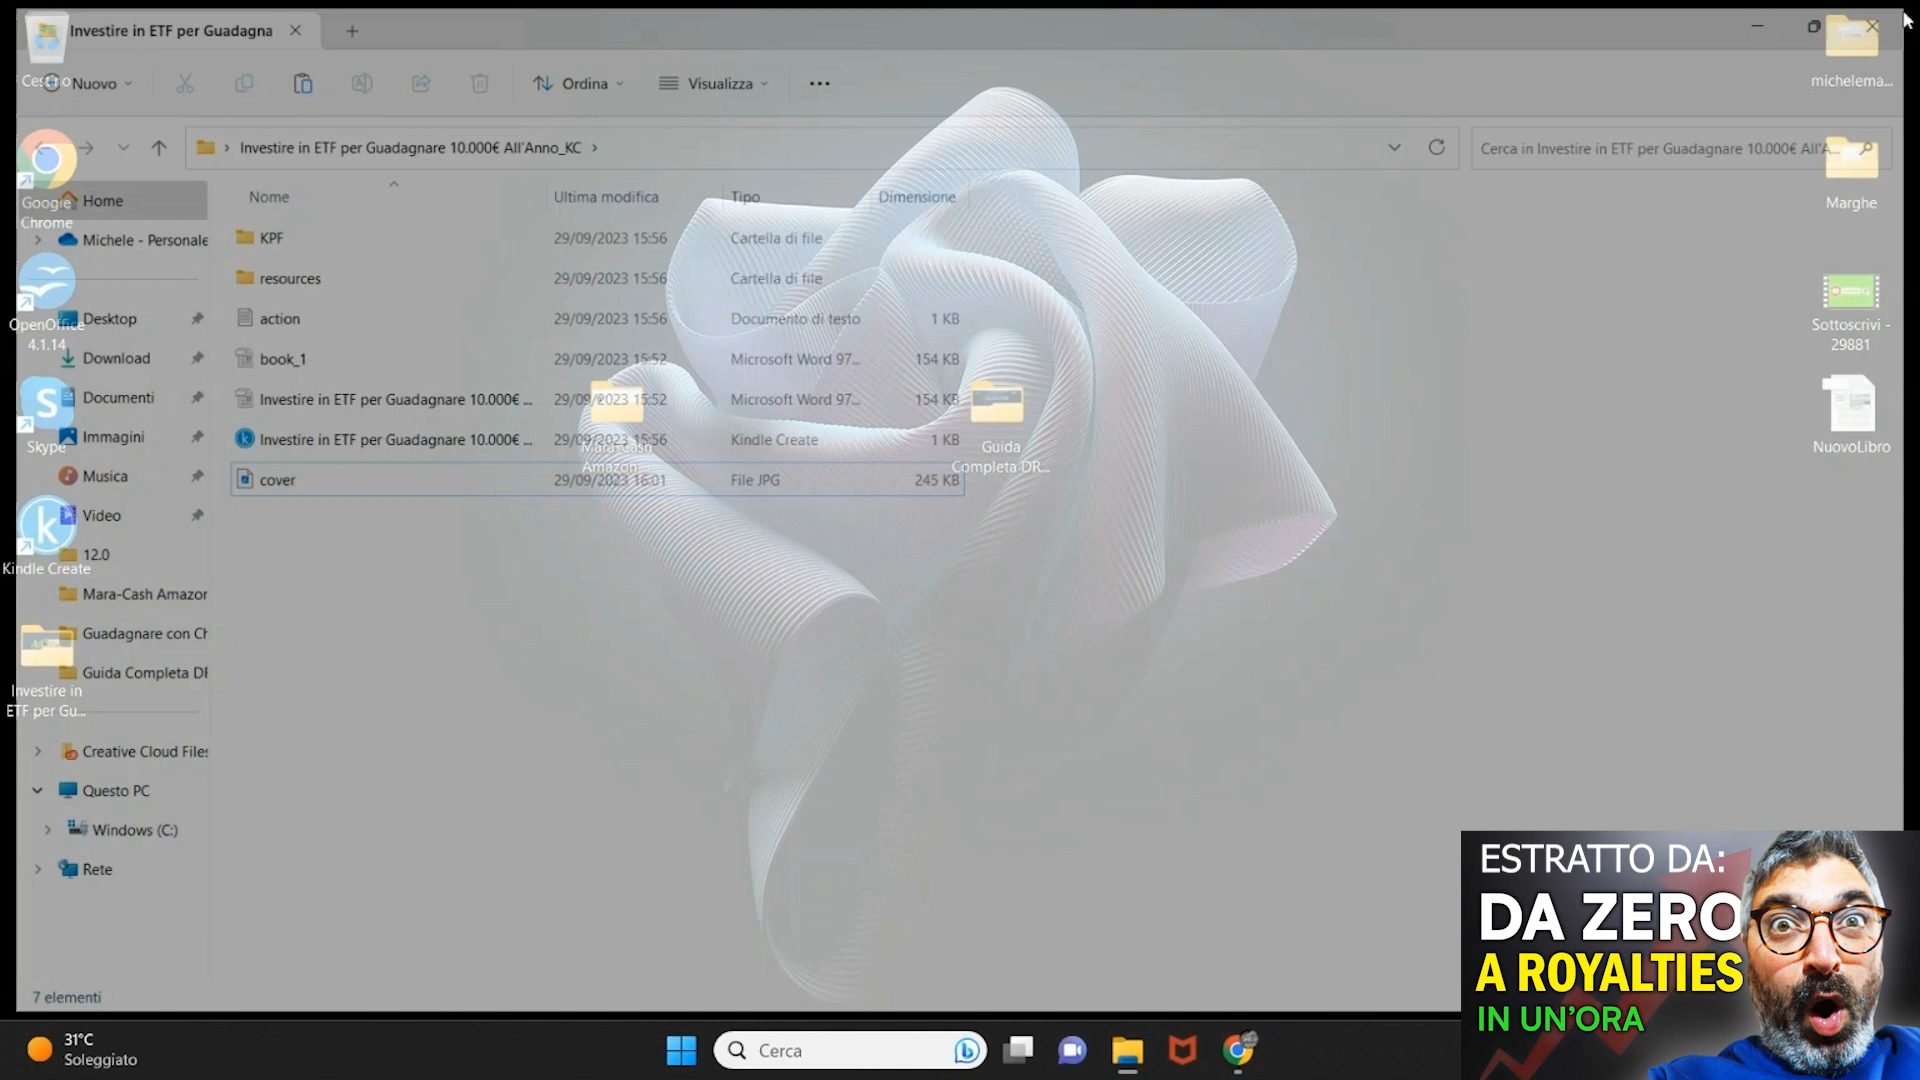 Investire in ETF per Guadagna
Cestino
Nuovo
Ordina
Visualizza
michelema...
Investire in ETF per Guadagnare 10.000€ All'Anno_KC
Cerca in Investire in ETF per Guadagnare 10.000€ All'A...
Google
Chrome
Home
Nome
Ultima modifica
Tipo
Dimensione
Marghe
Michele - Personale
KPF
29/09/2023 15:56
Cartella di file
resources
29/09/2023 15:56
Cartella di file
OpenOffice
4.1.14
Desktop
action
29/09/2023 15:56
Documento di testo
1 KB
Sottoscrivi -
29881
Download
book_1
29/09/2023 15:52
Microsoft Word 97...
154 KB
Documenti
Investire in ETF per Guadagnare 10.000€ ...
29/09/2023 15:52
Microsoft Word 97...
154 KB
Skype
Immagini
Investire in ETF per Guadagnare 10.000€ ...
29/09/2023 15:56
Kindle Create
1 KB
Mara-Cash
Amazon...
Guida
Completa DR...
NuovoLibro
Musica
cover
29/09/2023 16:01
File JPG
245 KB
Video
12.0
Kindle Create
Mara-Cash Amazon
Guadagnare con Ch
Guida Completa DF
Investire in
ETF per Gu...
Creative Cloud Files
Questo PC
Windows (C:)
Rete
7 elementi
31°C
Soleggiato
Cerca
ESTRATTO DA:
DA ZERO
A ROYALTIES
IN UN'ORA